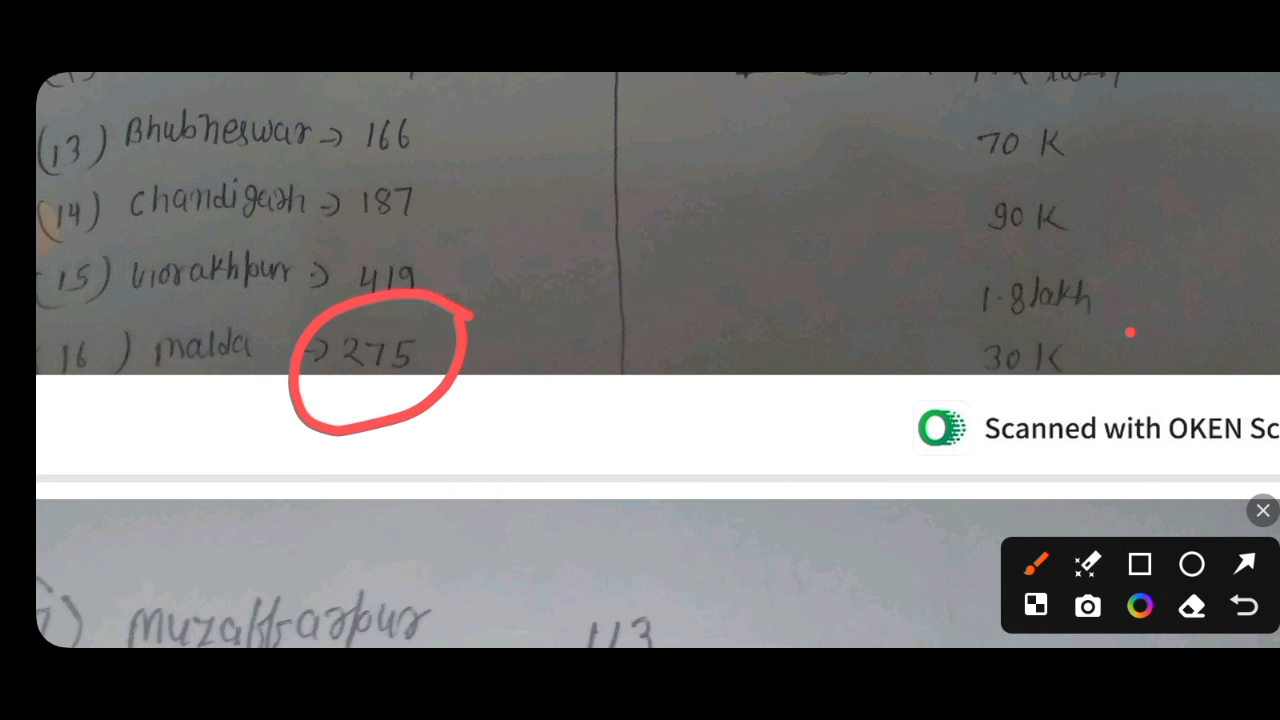 (13) Bhubneswar → 166 70 K
(14) Chandigarh → 187 90 K
(15) Gorakhpur → 419 1.8 lakh
16) Malda → 275 30 K
Scanned with OKEN Sc
Muzaffarpur 113